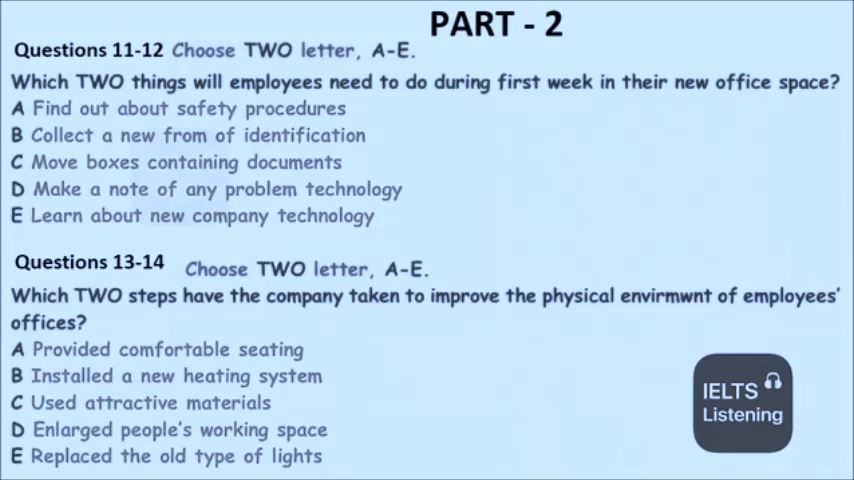 PART - 2
Questions 11-12 Choose TWO letter, A-E.
Which TWO things will employees need to do during first week in their new office space?
A Find out about safety procedures
B Collect a new from of identification
C Move boxes containing documents
D Make a note of any problem technology
E Learn about new company technology
Questions 13-14 Choose TWO letter, A-E.
Which TWO steps have the company taken to improve the physical envirmwnt of employees'
offices?
A Provided comfortable seating
B Installed a new heating system
C Used attractive materials
D Enlarged people's working space
E Replaced the old type of lights
IELTS
Listening